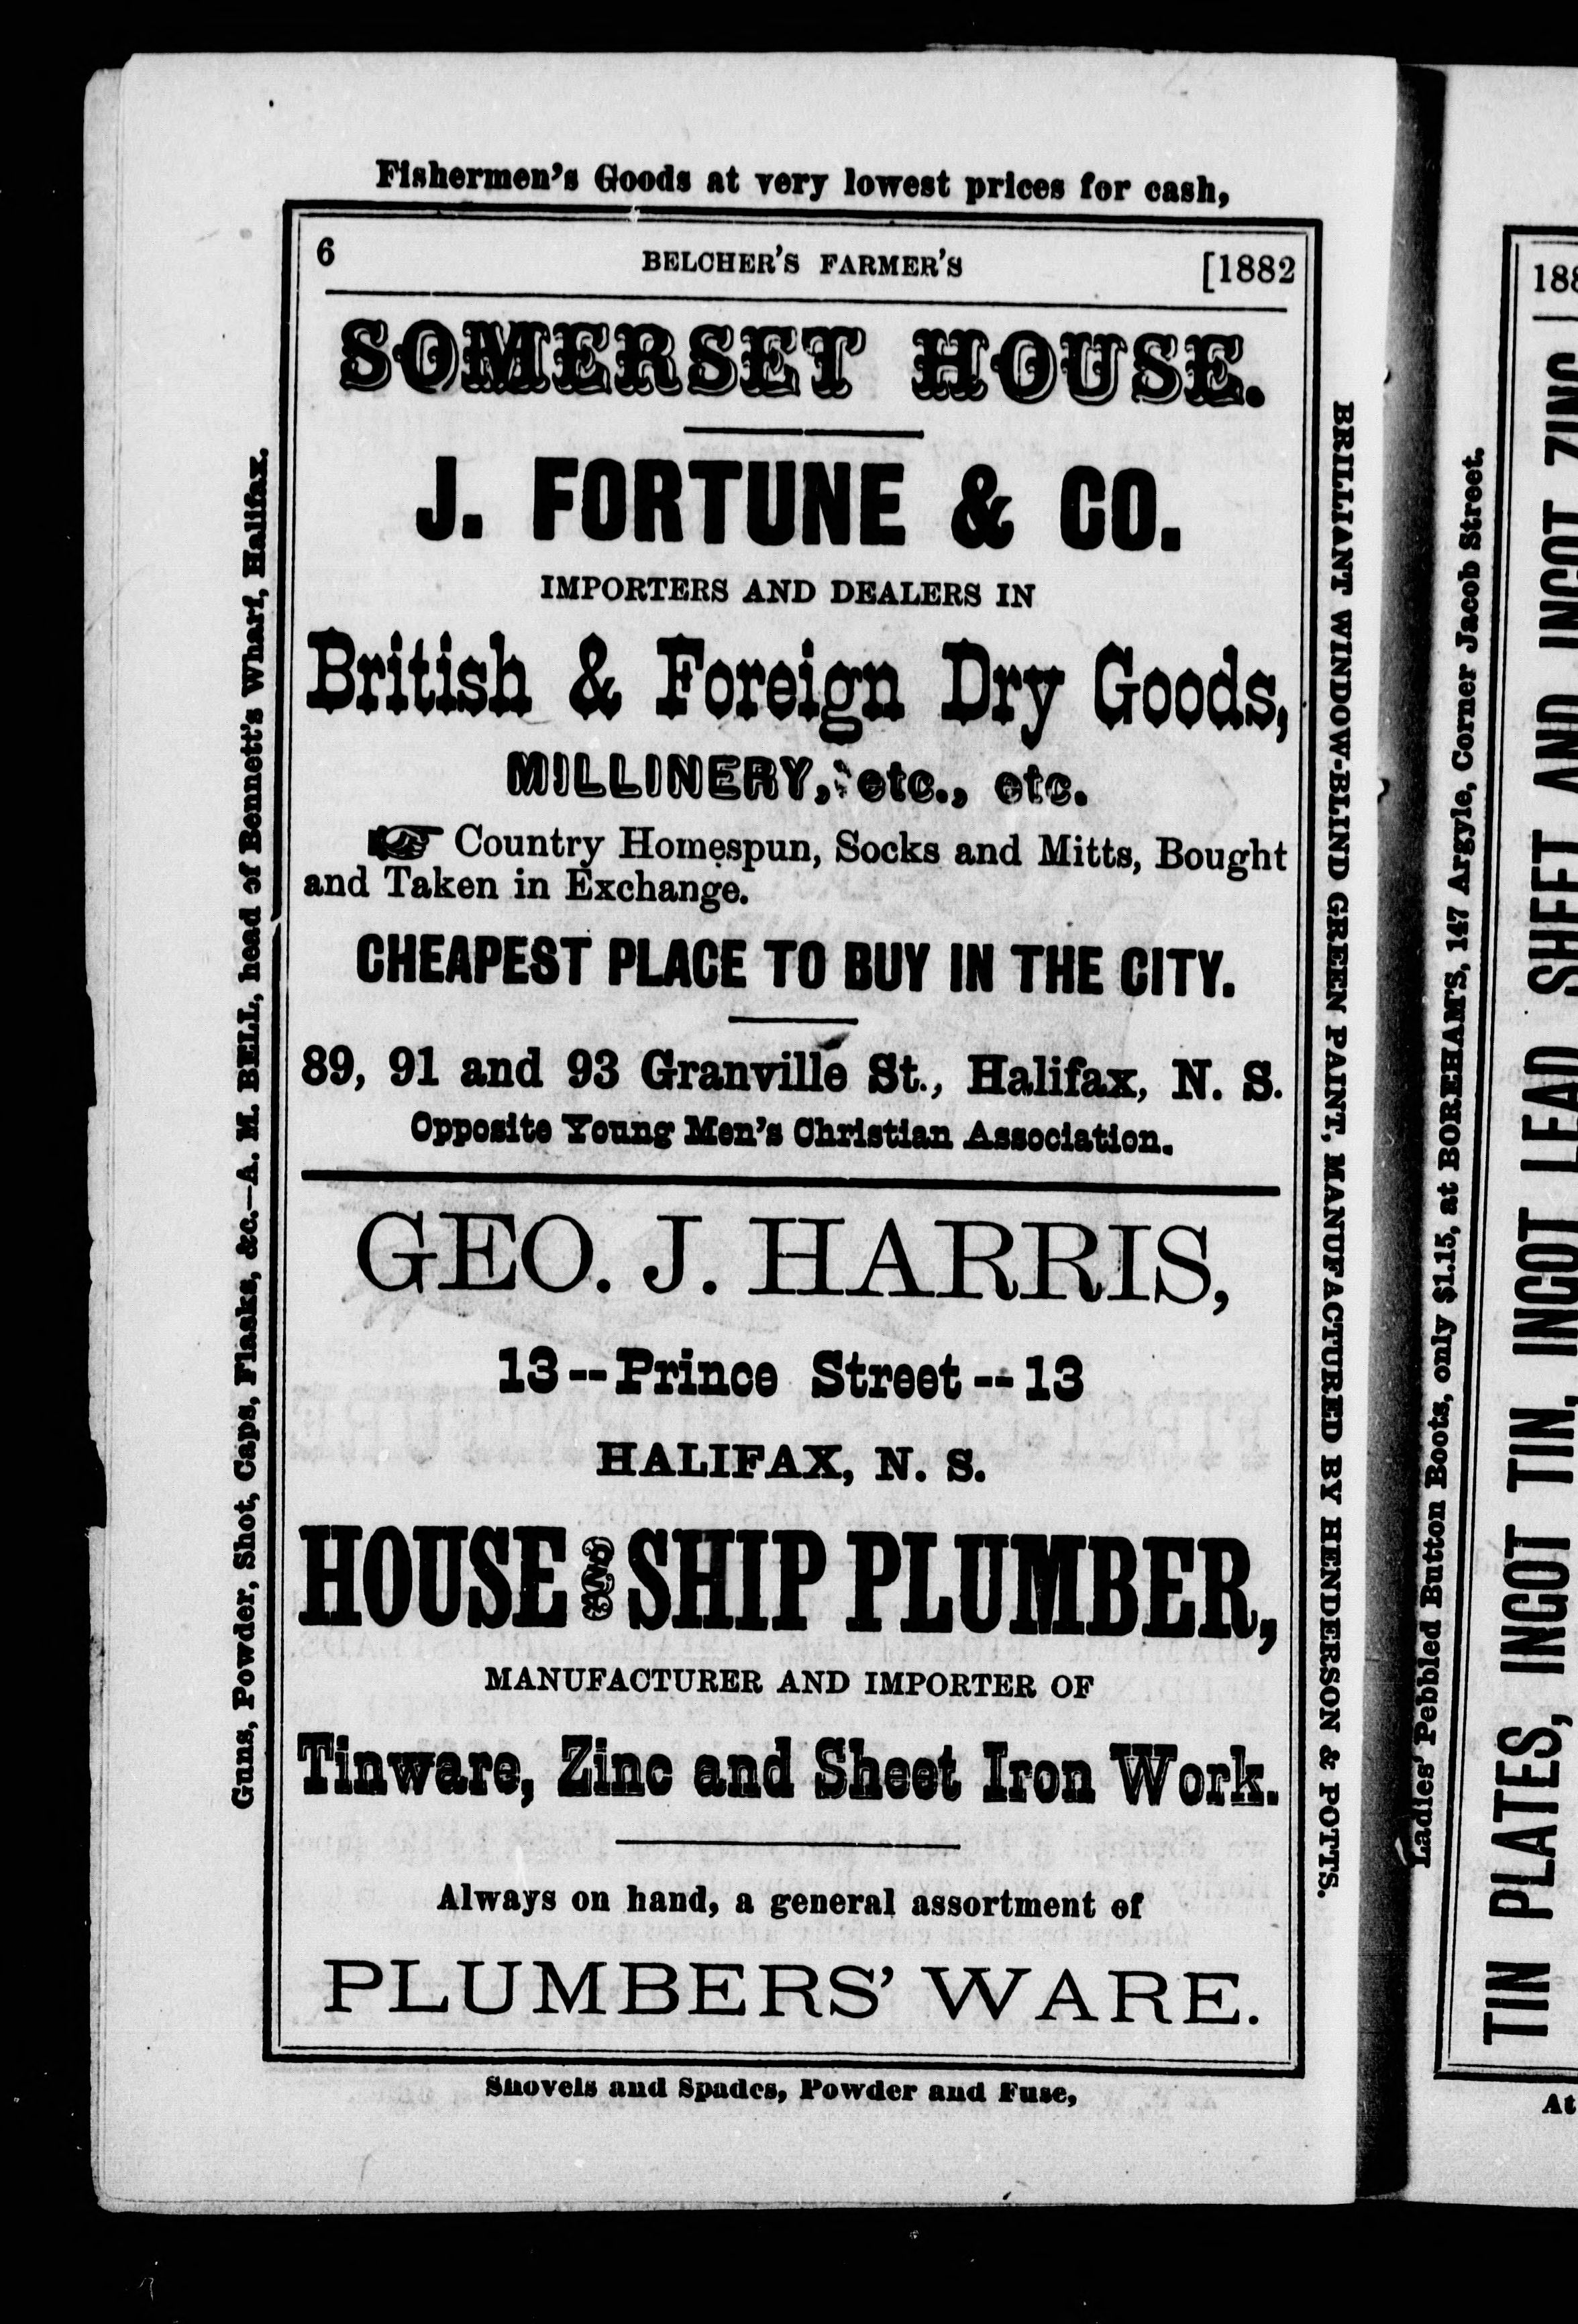 Fishermen's Goods at very lowest prices for cash,
6 BELCHER'S FARMER'S [1882
SOMERSET HOUSE.
J. FORTUNE & CO.
IMPORTERS AND DEALERS IN
British & Foreign Dry Goods,
MILLINERY, etc., etc.
☞ Country Homespun, Socks and Mitts, Bought
and Taken in Exchange.
CHEAPEST PLACE TO BUY IN THE CITY.
89, 91 and 93 Granville St., Halifax, N. S.
Opposite Young Men's Christian Association.
GEO. J. HARRIS,
13--Prince Street--13
HALIFAX, N. S.
HOUSE AND SHIP PLUMBER,
MANUFACTURER AND IMPORTER OF
Tinware, Zinc and Sheet Iron Work.
Always on hand, a general assortment of
PLUMBERS' WARE.
Shovels and Spades, Powder and Fuse,
Guns, Powder, Shot, Caps, Flasks, &c.—A. M. BELL, head of Bennett's Wharf, Halifax.
BRILLIANT WINDOW-BLIND GREEN PAINT, MANUFACTURED BY HENDERSON & POTTS.
Ladies' Pebbled Button Boots, only $1.15, at BOREHAM'S, 147 Argyle, Corner Jacob Street.
188
TIN PLATES, INGOT TIN, INGOT LEAD SHEET AND INGOT ZINC
At